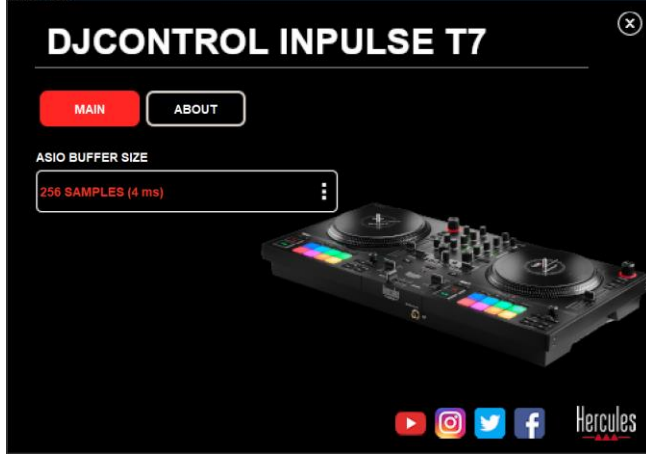 DJCONTROL INPULSE T7
MAIN
ABOUT
ASIO BUFFER SIZE
256 SAMPLES (4 ms)
Hercules